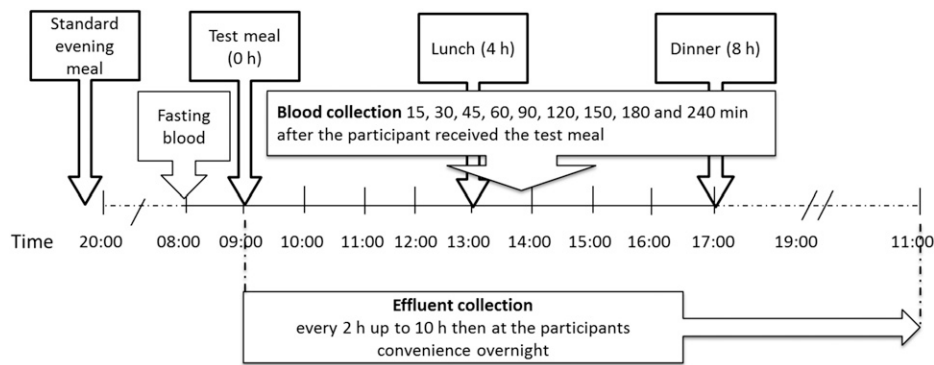 Standard
evening
meal
Test meal
(0 h)
Lunch (4 h)
Dinner (8 h)
Fasting
blood
Blood collection 15, 30, 45, 60, 90, 120, 150, 180 and 240 min
after the participant received the test meal
Time
20:00
08:00
09:00
10:00
11:00
12:00
13:00
14:00
15:00
16:00
17:00
19:00
11:00
Effluent collection
every 2 h up to 10 h then at the participants
convenience overnight